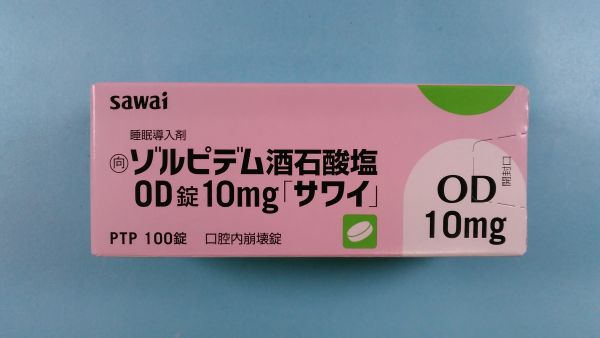 sawai
睡眠導入剤
向 ゾルピデム酒石酸塩
OD錠10mg「サワイ」
PTP 100錠 口腔内崩壊錠
OD
10mg
開封口